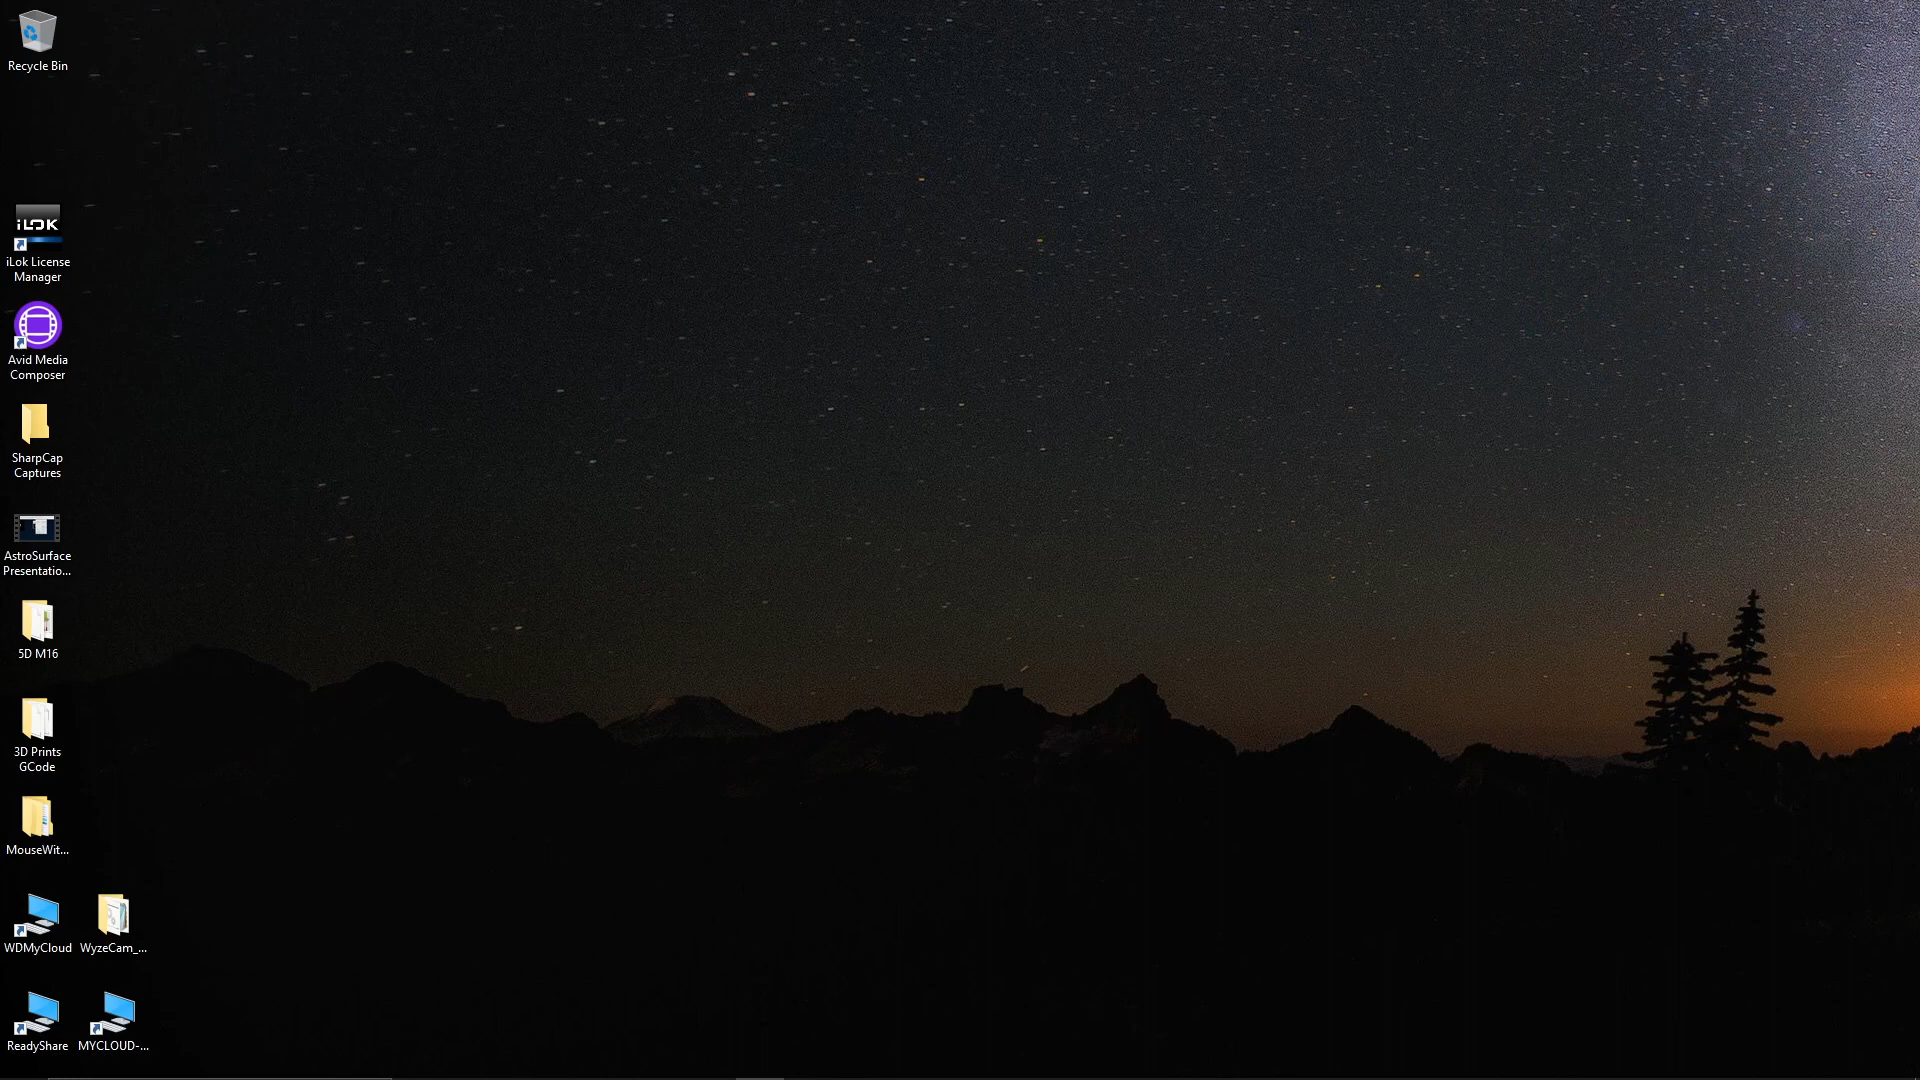 Recycle Bin
iLOK
iLok License
Manager
Avid Media
Composer
SharpCap
Captures
AstroSurface
Presentatio...
5D M16
3D Prints
GCode
MouseWit...
WDMyCloud
WyzeCam_...
ReadyShare
MYCLOUD-...